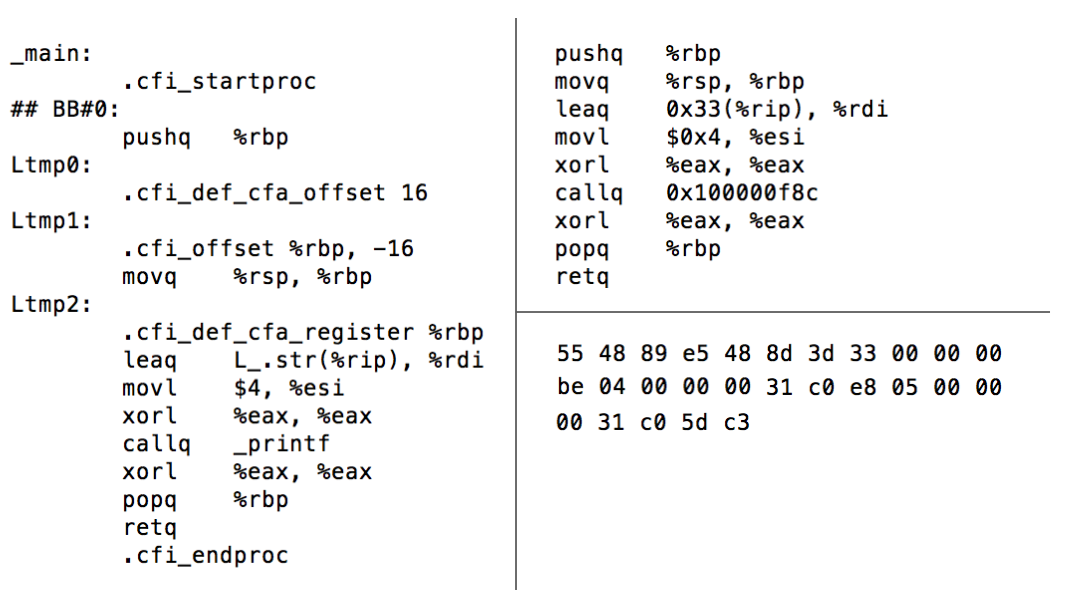 _main:
.cfi_startproc
## BB#0:
pushq %rbp
Ltmp0:
.cfi_def_cfa_offset 16
Ltmp1:
.cfi_offset %rbp, -16
movq %rsp, %rbp
Ltmp2:
.cfi_def_cfa_register %rbp
leaq L_.str(%rip), %rdi
movl $4, %esi
xorl %eax, %eax
callq _printf
xorl %eax, %eax
popq %rbp
retq
.cfi_endproc
pushq %rbp
movq %rsp, %rbp
leaq 0x33(%rip), %rdi
movl $0x4, %esi
xorl %eax, %eax
callq 0x100000f8c
xorl %eax, %eax
popq %rbp
retq
55 48 89 e5 48 8d 3d 33 00 00 00
be 04 00 00 00 31 c0 e8 05 00 00
00 31 c0 5d c3